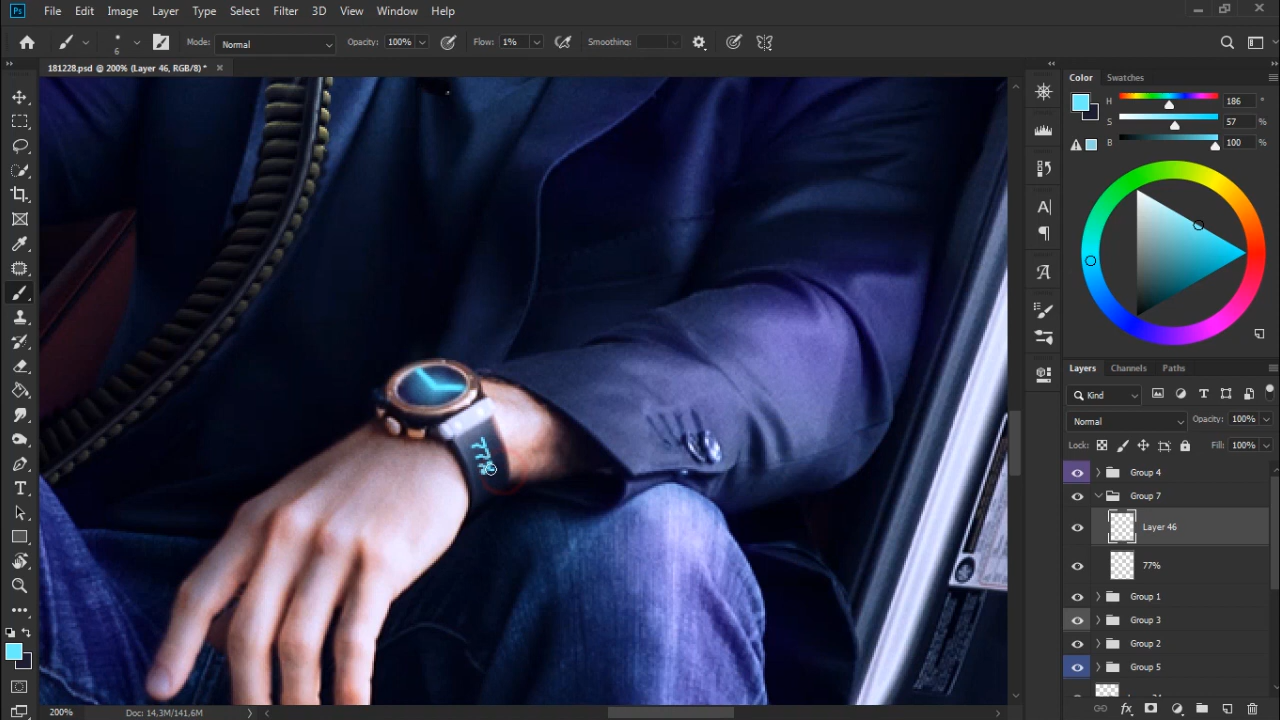 Ps File Edit Image Layer Type Select Filter 3D View Window Help
6 Mode: Normal Opacity: 100% Flow: 1% Smoothing:
181228.psd @ 200% (Layer 46, RGB/8) *
Color Swatches
H 186 °
S 57 %
B 100 %
77%
Layers Channels Paths
Kind
Normal Opacity: 100%
Lock: Fill: 100%
Group 4
Group 7
Layer 46
77%
Group 1
Group 3
Group 2
Group 5
200% Doc: 14,3M/141,6M